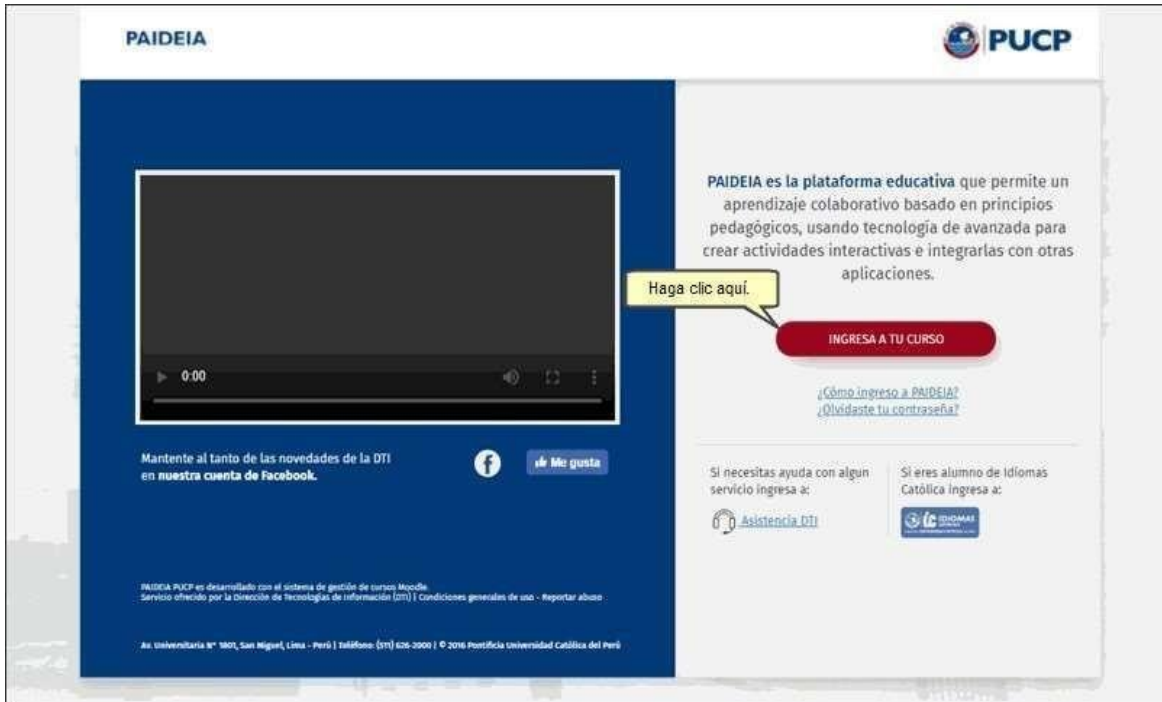 PAIDEIA
PUCP
PAIDEIA es la plataforma educativa que permite un
aprendizaje colaborativo basado en principios
pedagógicos, usando tecnología de avanzada para
crear actividades interactivas e integrarlas con otras
aplicaciones.
Haga clic aquí.
INGRESA A TU CURSO
¿Cómo ingreso a PAIDEIA?
¿Olvidaste tu contraseña?
0:00
Mantente al tanto de las novedades de la DTI
en nuestra cuenta de Facebook.
f
Me gusta
Si necesitas ayuda con algun
servicio ingresa a:
Asistencia DTI
Si eres alumno de Idiomas
Católica ingresa a:
ic IDIOMAS
PAIDEIA PUCP es desarrollado con el sistema de gestión de cursos Moodle.
Servicio ofrecido por la Dirección de Tecnologías de Información (DTI) | Condiciones generales de uso - Reportar abuso
Av. Universitaria N° 1801, San Miguel, Lima - Perú | Teléfono: (511) 626-2000 | © 2016 Pontificia Universidad Católica del Perú